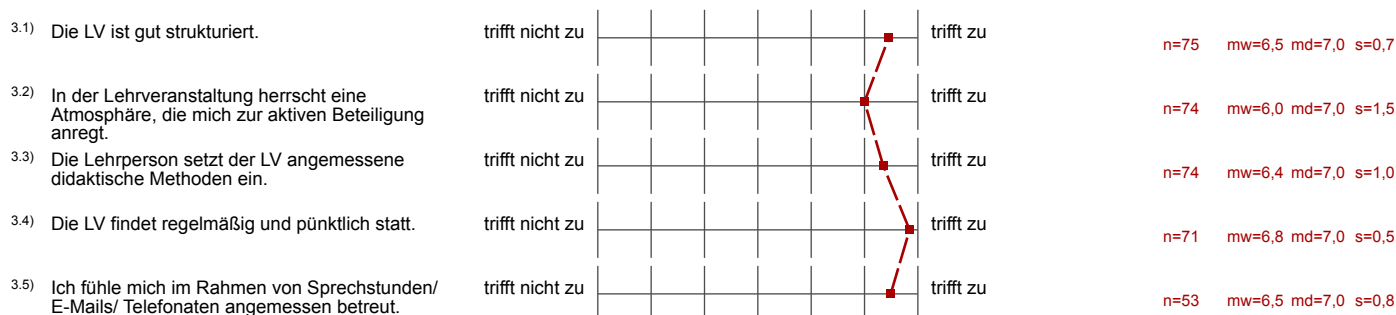 3.1) Die LV ist gut strukturiert. trifft nicht zu trifft zu n=75 mw=6,5 md=7,0 s=0,7
3.2) In der Lehrveranstaltung herrscht eine trifft nicht zu trifft zu n=74 mw=6,0 md=7,0 s=1,5
Atmosphäre, die mich zur aktiven Beteiligung
anregt.
3.3) Die Lehrperson setzt der LV angemessene trifft nicht zu trifft zu n=74 mw=6,4 md=7,0 s=1,0
didaktische Methoden ein.
3.4) Die LV findet regelmäßig und pünktlich statt. trifft nicht zu trifft zu n=71 mw=6,8 md=7,0 s=0,5
3.5) Ich fühle mich im Rahmen von Sprechstunden/ trifft nicht zu trifft zu n=53 mw=6,5 md=7,0 s=0,8
E-Mails/ Telefonaten angemessen betreut.